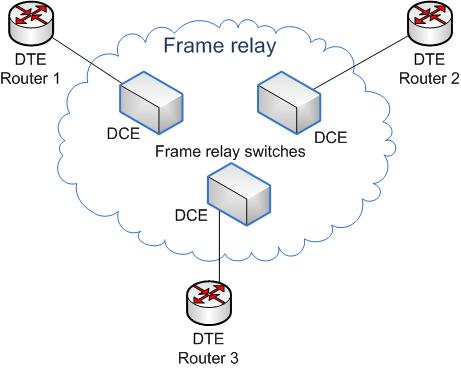 Frame relay
DTE
Router 1
DTE
Router 2
DCE
DCE
Frame relay switches
DCE
DTE
Router 3